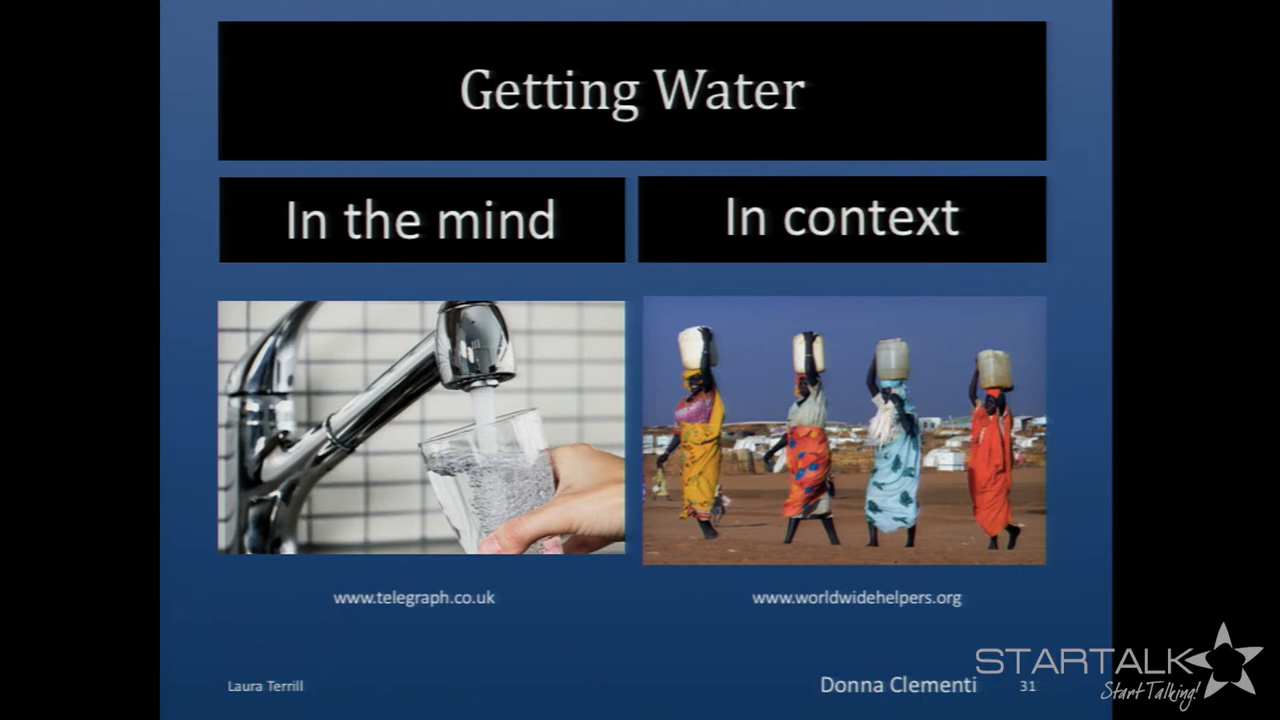 Getting Water
In the mind
In context
www.telegraph.co.uk
www.worldwidehelpers.org
Laura Terrill
Donna Clementi
31
STARTALK
Start Talking!